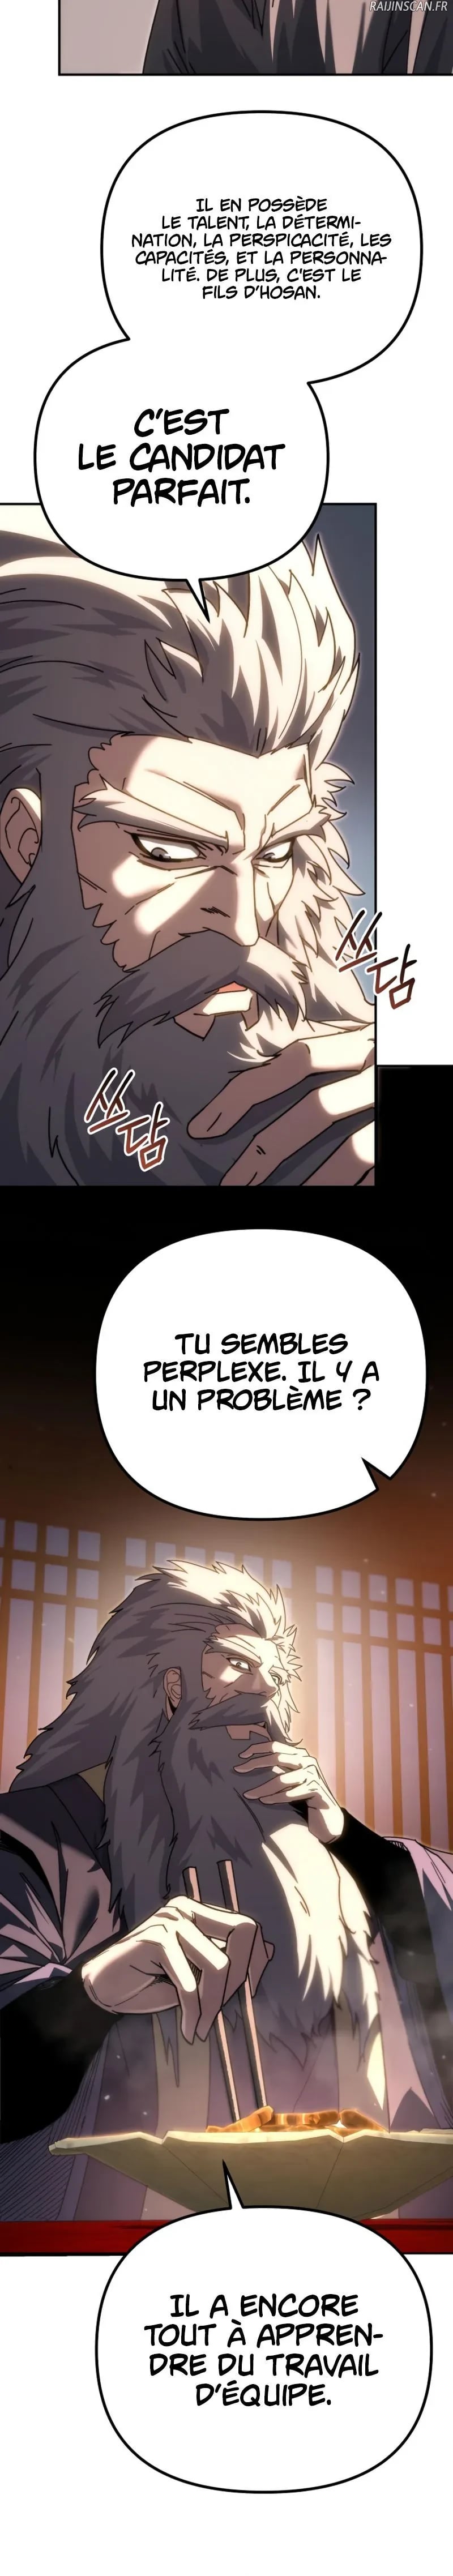 RAIJINSCAN.FR
IL EN POSSÈDE
LE TALENT, LA DÉTERMI-
NATION, LA PERSPICACITÉ, LES
CAPACITÉS, ET LA PERSONNA-
LITÉ. DE PLUS, C'EST LE
FILS D'HOSAN.
C'EST
LE CANDIDAT
PARFAIT.
쓰담
쓰담
TU SEMBLES
PERPLEXE. IL Y A
UN PROBLÈME ?
IL A ENCORE
TOUT À APPREN-
DRE DU TRAVAIL
D'ÉQUIPE.